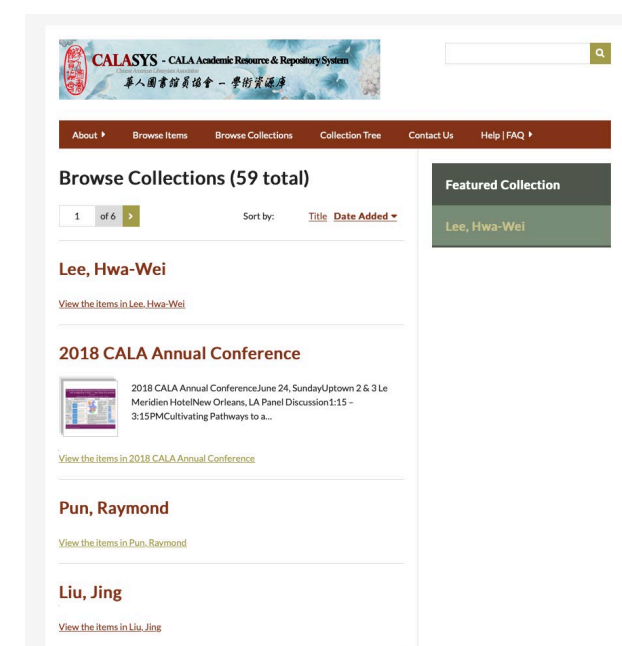 CALASYS - CALA Academic Resource & Repository System
Chinese American Librarians Association
華人圖書館員協會 - 學術資源庫
About
Browse Items
Browse Collections
Collection Tree
Contact Us
Help | FAQ
Browse Collections (59 total)
1 of 6
Sort by: Title Date Added
Featured Collection
Lee, Hwa-Wei
Lee, Hwa-Wei
View the items in Lee, Hwa-Wei
2018 CALA Annual Conference
2018 CALA Annual ConferenceJune 24, SundayUptown 2 & 3 Le
Meridien HotelNew Orleans, LA Panel Discussion1:15 –
3:15PMCultivating Pathways to a...
View the items in 2018 CALA Annual Conference
Pun, Raymond
View the items in Pun, Raymond
Liu, Jing
View the items in Liu, Jing